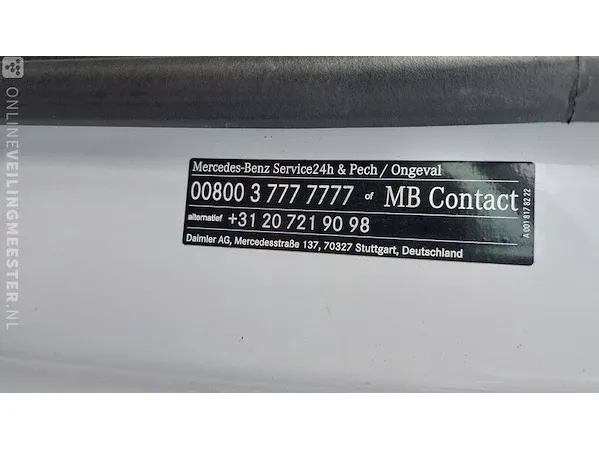 Mercedes-Benz Service24h & Pech / Ongeval
00800 3 777 7777 of MB Contact
alternatief +31 20 721 90 98
Daimler AG, Mercedesstraße 137, 70327 Stuttgart, Deutschland
A 001 817 82 22
ONLINEVEILINGMEESTER.NL